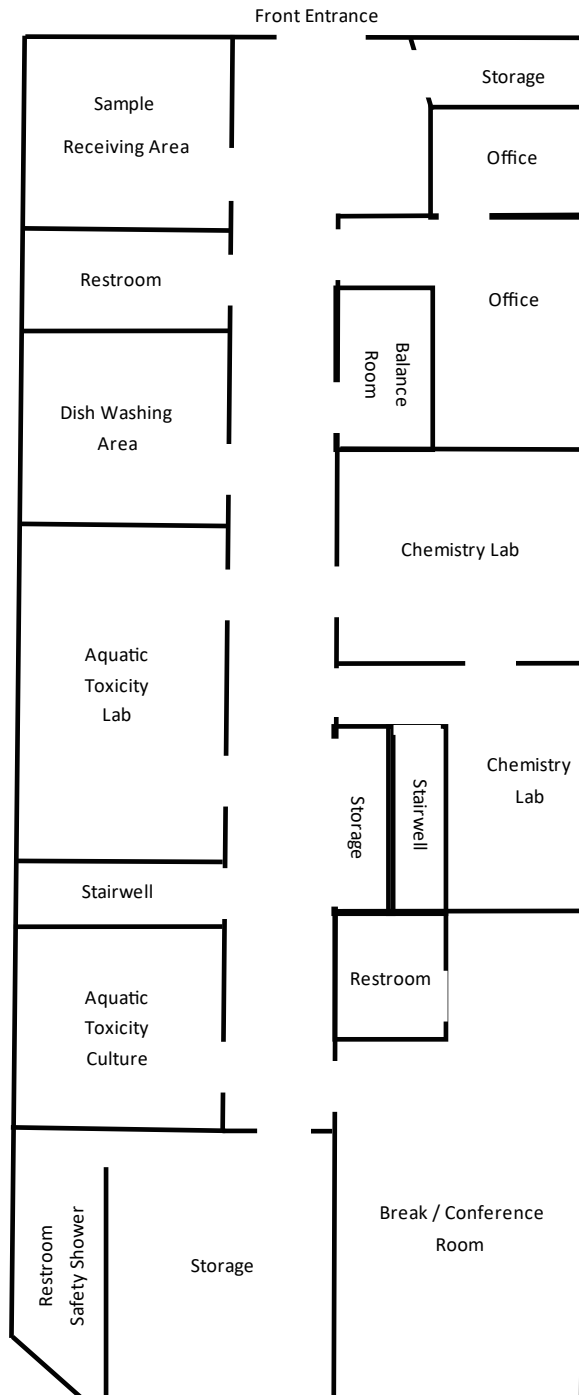 Front Entrance
Storage
Sample
Receiving Area
Office
Restroom
Office
Balance
Room
Dish Washing
Area
Chemistry Lab
Aquatic
Toxicity
Lab
Chemistry
Lab
Storage
Stairwell
Stairwell
Restroom
Aquatic
Toxicity
Culture
Break / Conference
Room
Restroom
Safety Shower
Storage